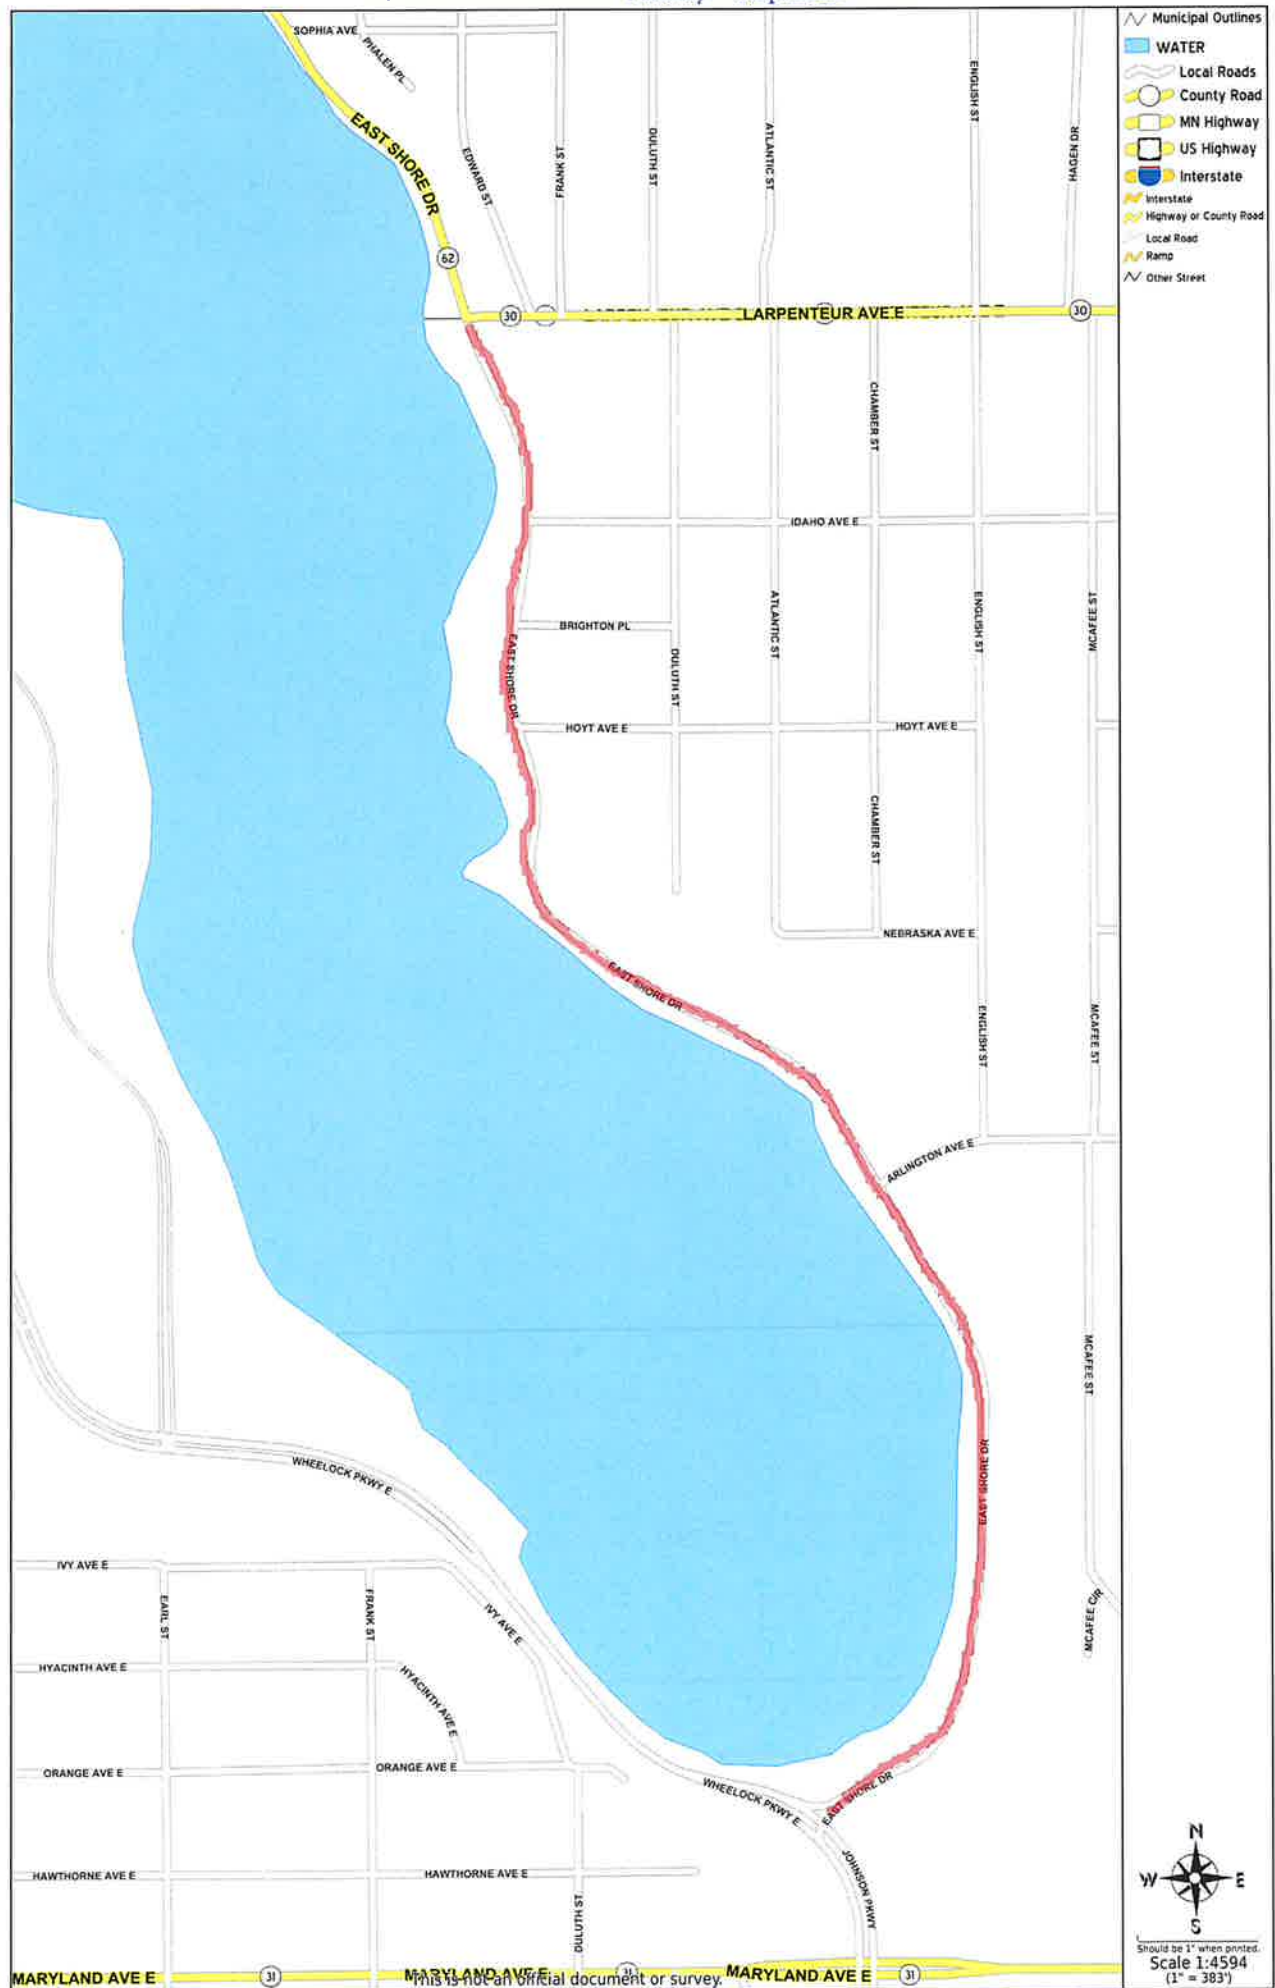 SOPHIA AVE
PHALEN PL
EAST SHORE DR
EDWARD ST
FRANK ST
DULUTH ST
ATLANTIC ST
ENGLISH ST
HAGEN DR
62
30
LARPENTEUR AVE E
30
CHAMBER ST
IDAHO AVE E
BRIGHTON PL
EAST SHORE DR
DULUTH ST
ATLANTIC ST
ENGLISH ST
MCAFEE ST
HOYT AVE E
HOYT AVE E
CHAMBER ST
NEBRASKA AVE E
EAST SHORE DR
ENGLISH ST
MCAFEE ST
ARLINGTON AVE E
MCAFEE ST
EAST SHORE DR
WHEELOCK PKWY E
IVY AVE E
EARL ST
FRANK ST
IVY AVE E
MCAFEE CIR
HYACINTH AVE E
HYACINTH AVE E
ORANGE AVE E
ORANGE AVE E
WHEELOCK PKWY E
EAST SHORE DR
HAWTHORNE AVE E
HAWTHORNE AVE E
DULUTH ST
JOHNSON PKWY
MARYLAND AVE E
31
MARYLAND AVE E
31
MARYLAND AVE E
31
This is not an official document or survey.
Municipal Outlines
WATER
Local Roads
County Road
MN Highway
US Highway
Interstate
Interstate
Highway or County Road
Local Road
Ramp
Other Street
N
W E
S
Should be 1" when printed.
Scale 1:4594
(1" = 383')